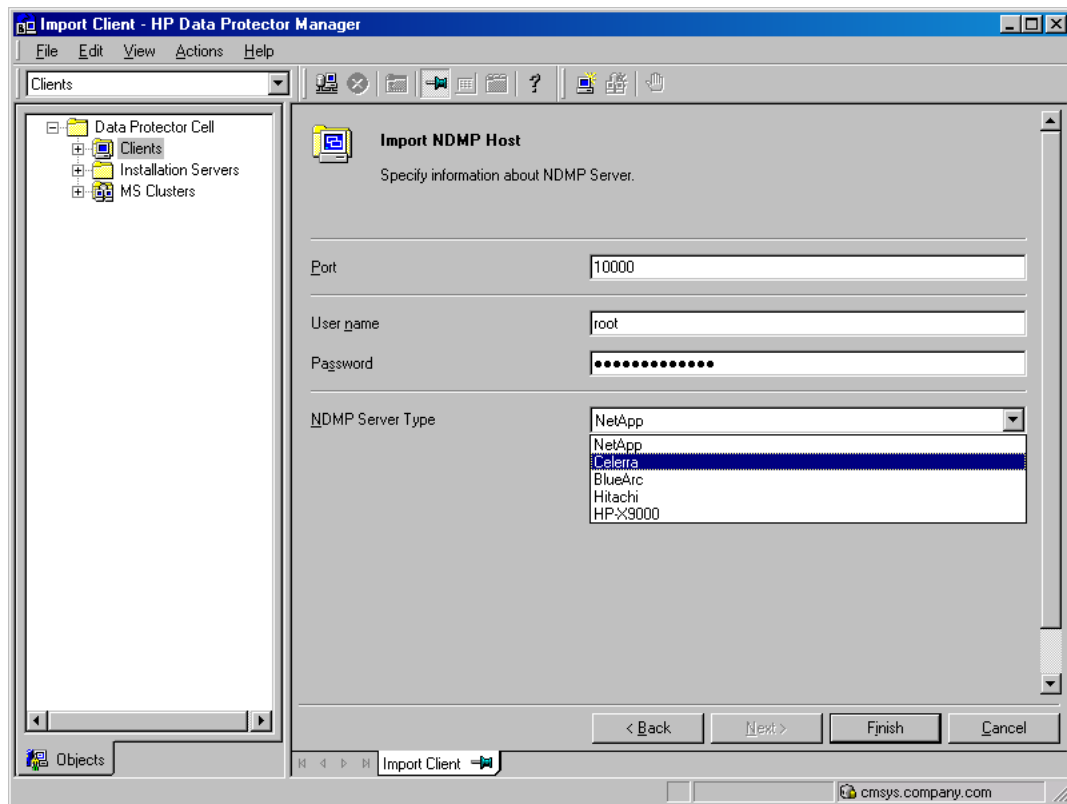 Import Client - HP Data Protector Manager
File Edit View Actions Help
Clients
Data Protector Cell
Clients
Installation Servers
MS Clusters
Import NDMP Host
Specify information about NDMP Server.
Port 10000
User name root
Password
NDMP Server Type NetApp
NetApp
Celerra
BlueArc
Hitachi
HP-X9000
< Back Next > Finish Cancel
Objects
Import Client
cmsys.company.com